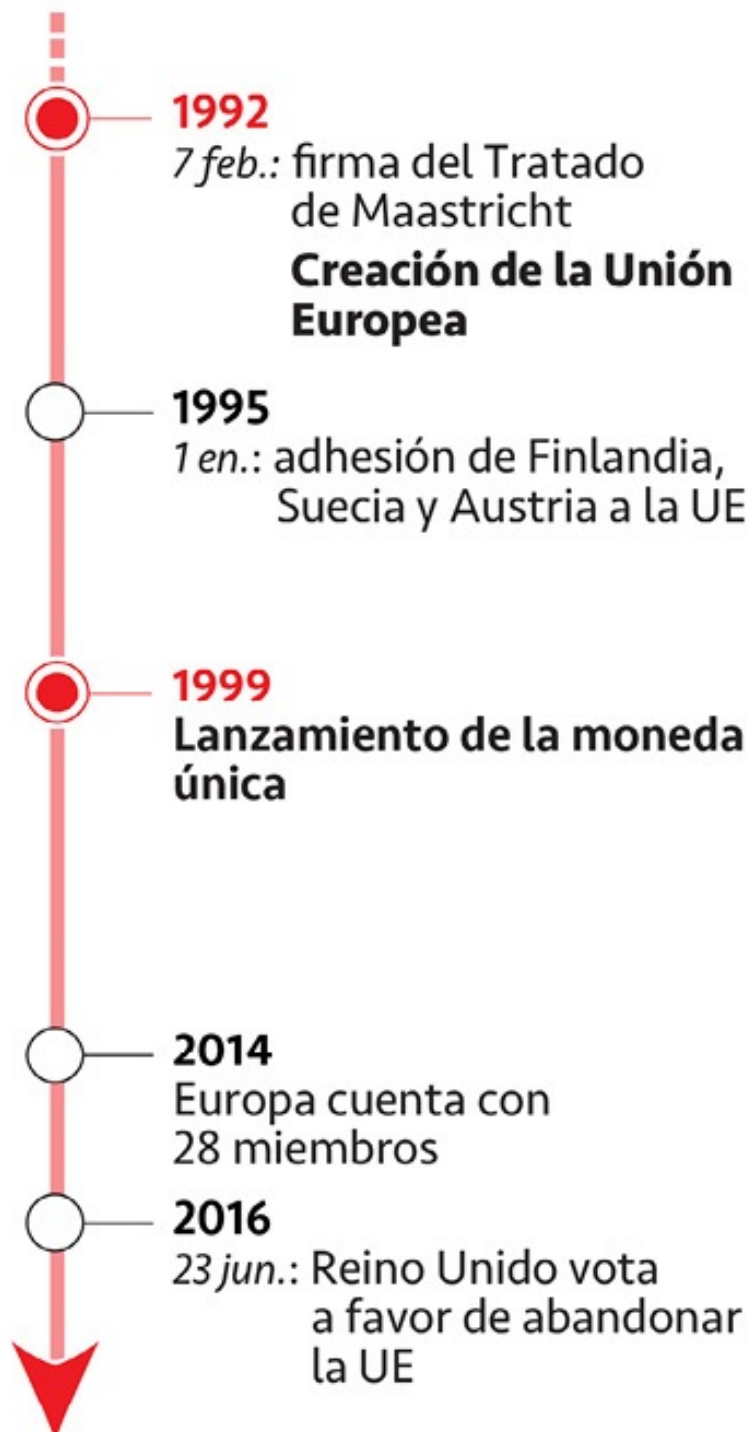 1992
7 feb.: firma del Tratado
de Maastricht
Creación de la Unión
Europea
1995
1 en.: adhesión de Finlandia,
Suecia y Austria a la UE
1999
Lanzamiento de la moneda
única
2014
Europa cuenta con
28 miembros
2016
23 jun.: Reino Unido vota
a favor de abandonar
la UE